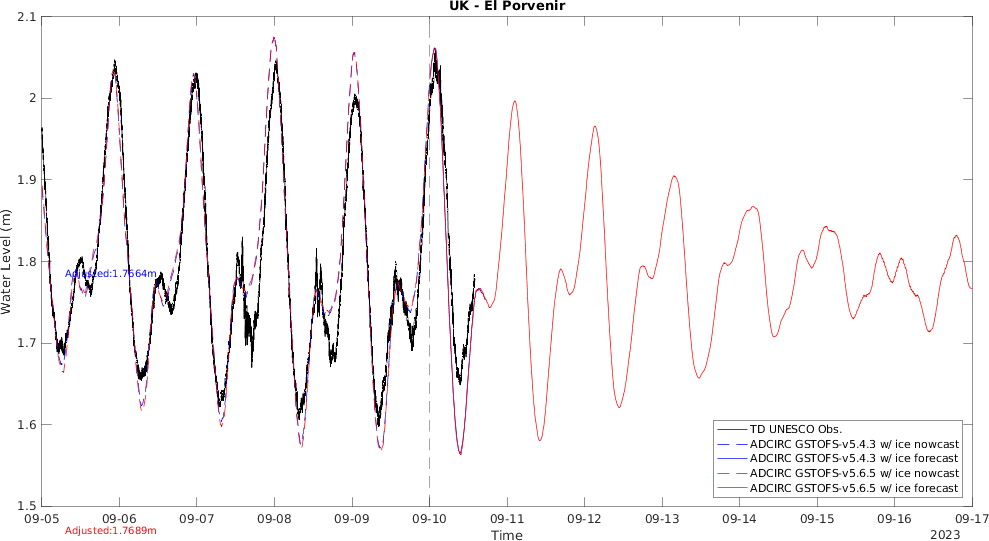 UK - El Porvenir
2.1
2
1.9
1.8
1.7
1.6
1.5
Water Level (m)
Adjusted:1.7564m
Adjusted:1.7689m
TD UNESCO Obs.
ADCIRC GSTOFS-v5.4.3 w/ ice nowcast
ADCIRC GSTOFS-v5.4.3 w/ ice forecast
ADCIRC GSTOFS-v5.6.5 w/ ice nowcast
ADCIRC GSTOFS-v5.6.5 w/ ice forecast
09-05 09-06 09-07 09-08 09-09 09-10 09-11 09-12 09-13 09-14 09-15 09-16 09-17
Time
2023